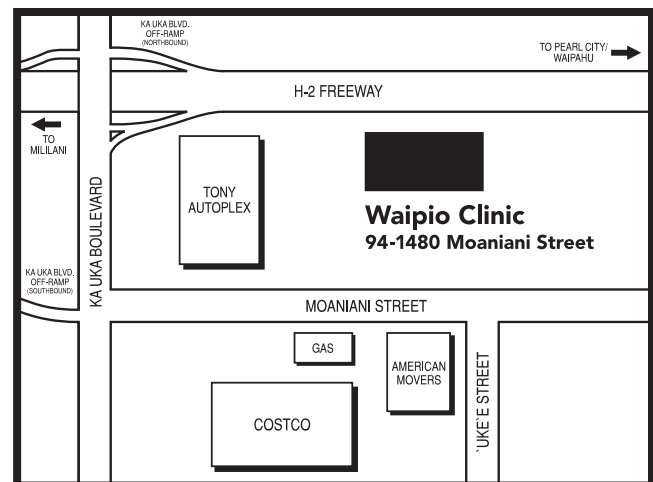 KA UKA BLVD.
OFF-RAMP
(NORTHBOUND)
TO PEARL CITY/
WAIPAHU
H-2 FREEWAY
TO
MILILANI
TONY
AUTOPLEX
Waipio Clinic
94-1480 Moaniani Street
KA UKA BOULEVARD
KA UKA BLVD.
OFF-RAMP
(SOUTHBOUND)
MOANIANI STREET
GAS
AMERICAN
MOVERS
COSTCO
`UKE`E STREET